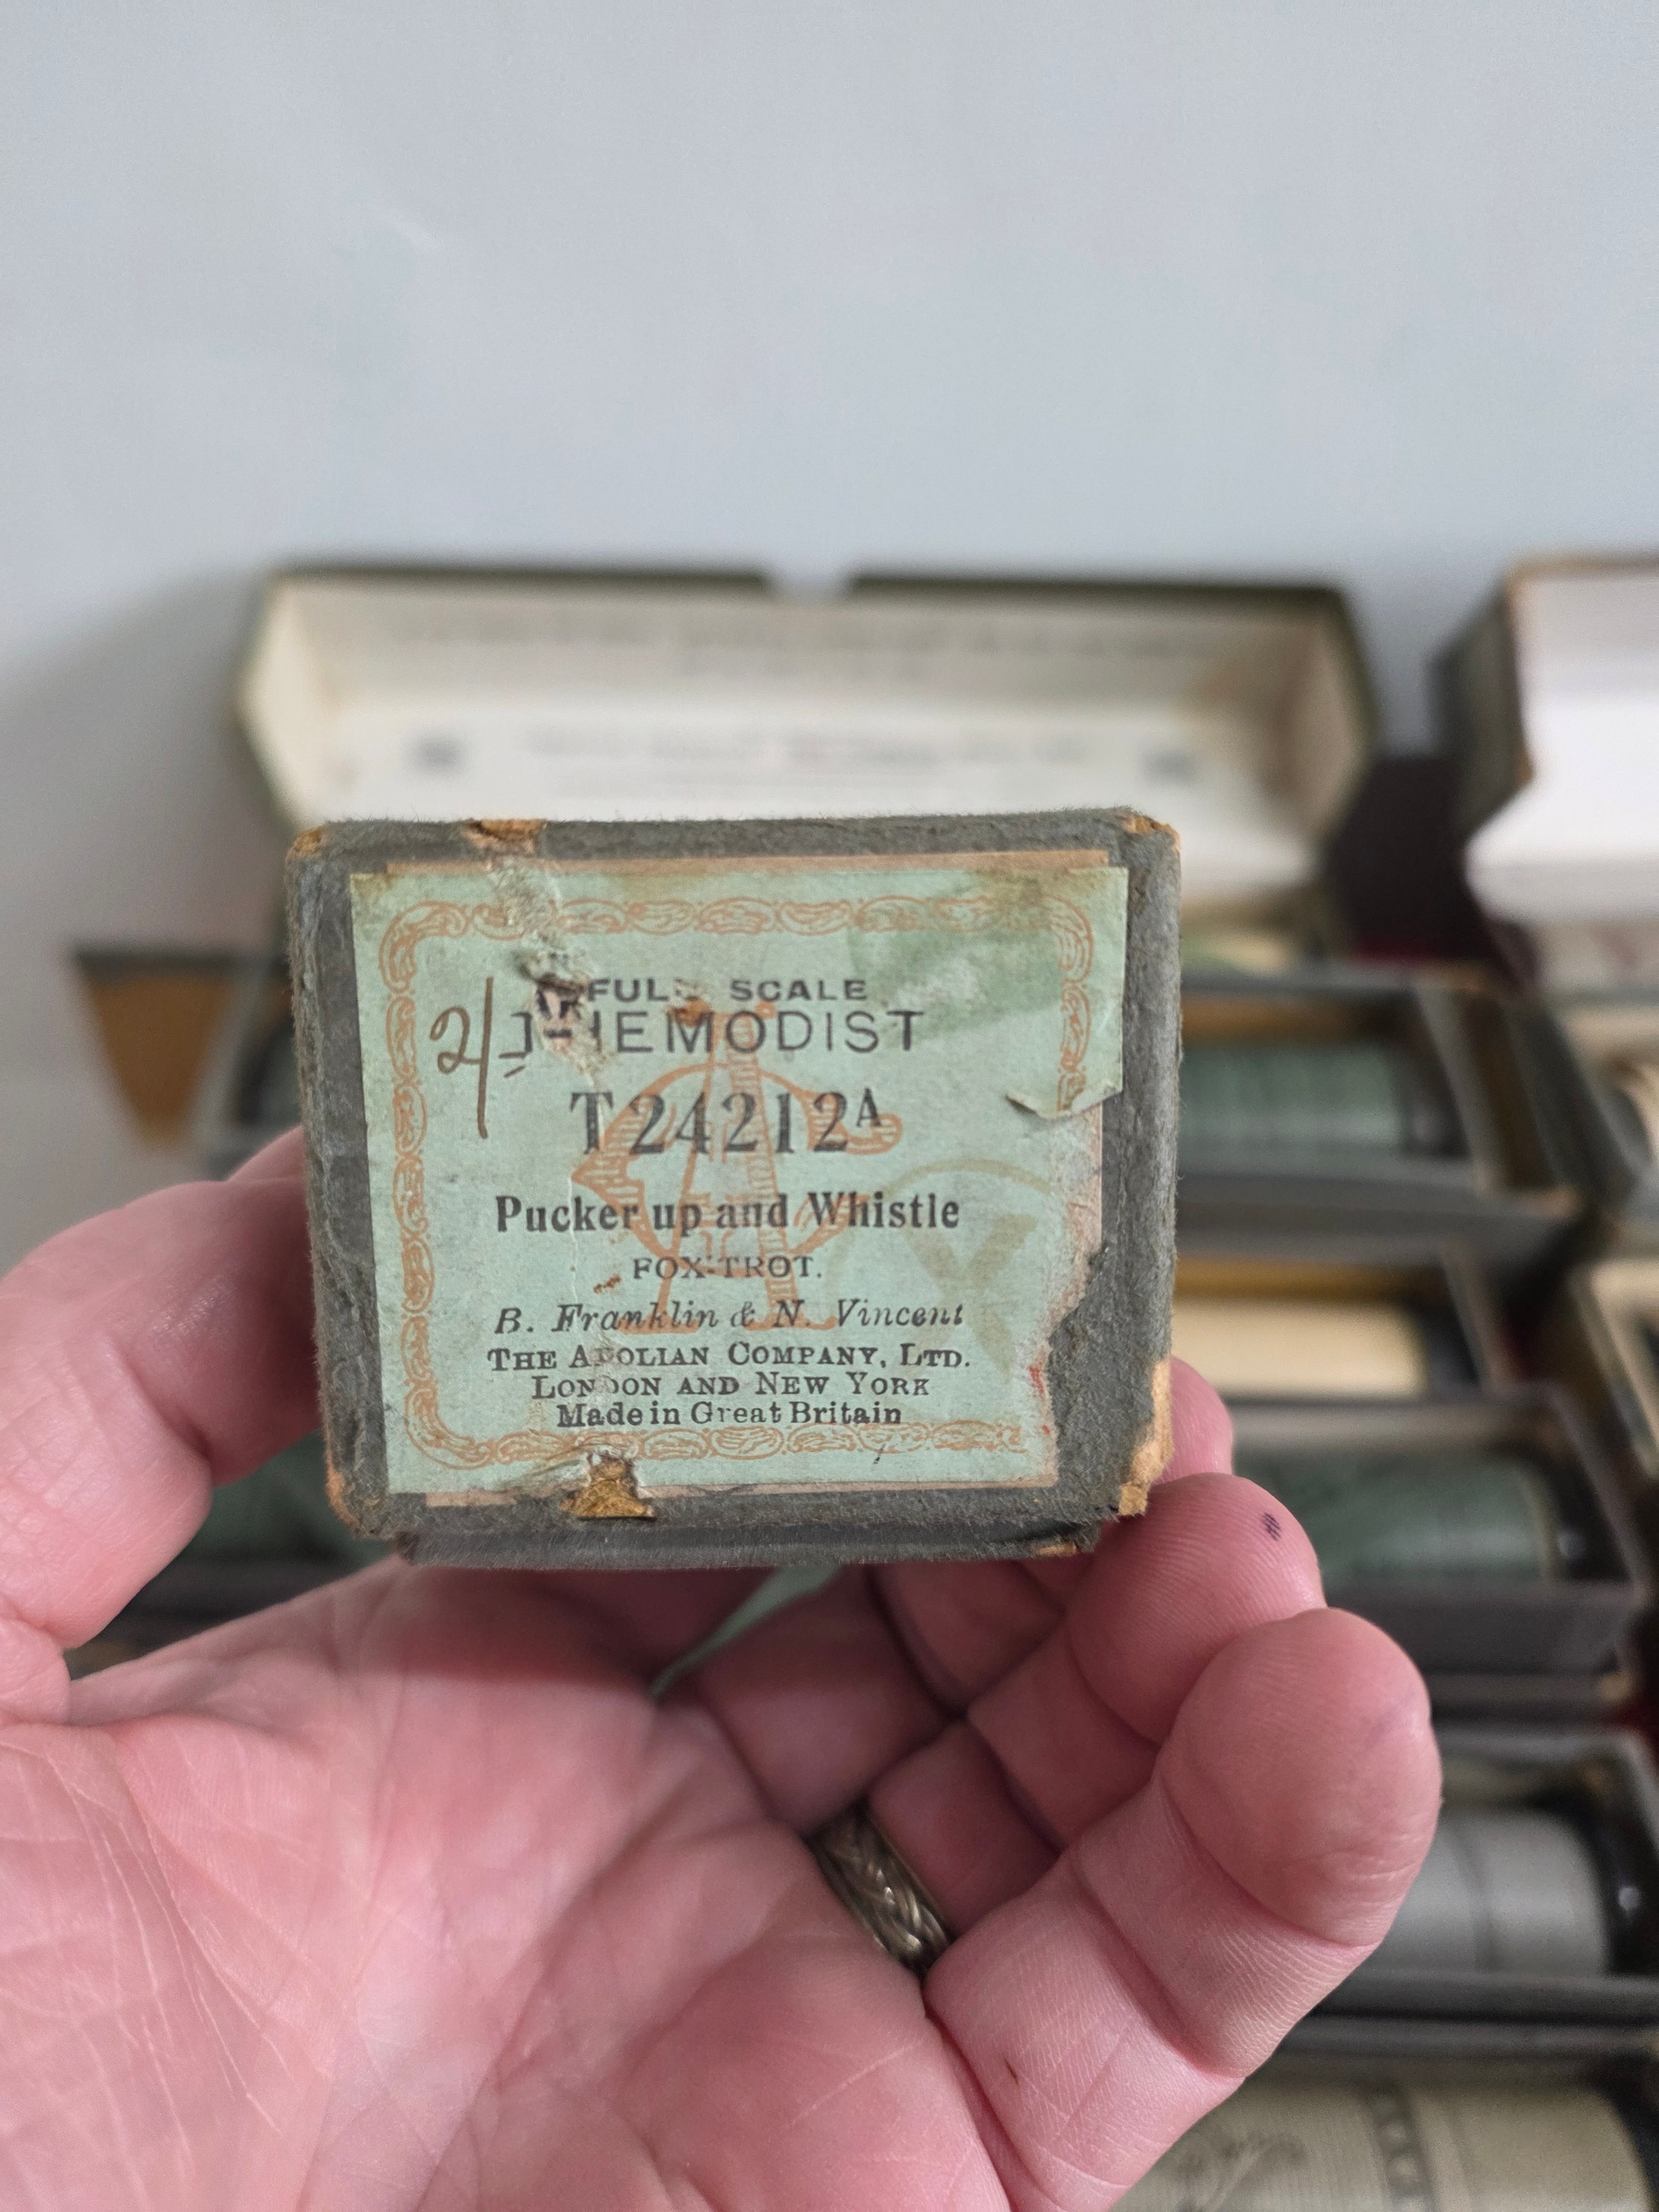 FULL SCALE
THEMODIST
2/-
T24212A
Pucker up and Whistle
FOX-TROT.
B. Franklin & N. Vincent
THE AEOLIAN COMPANY, LTD.
LONDON AND NEW YORK
Made in Great Britain